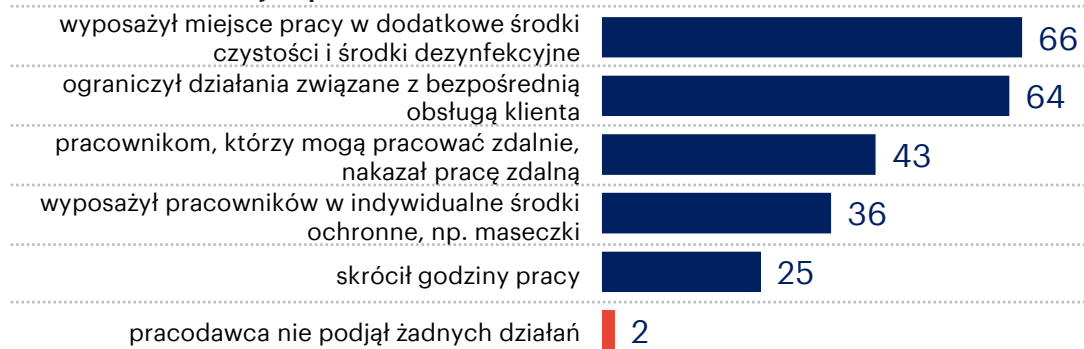 wyposażył miejsce pracy w dodatkowe środki
czystości i środki dezynfekcyjne
66
ograniczył działania związane z bezpośrednią
obsługą klienta
64
pracownikom, którzy mogą pracować zdalnie,
nakazał pracę zdalną
43
wyposażył pracowników w indywidualne środki
ochronne, np. maseczki
36
skrócił godziny pracy
25
pracodawca nie podjął żadnych działań
2